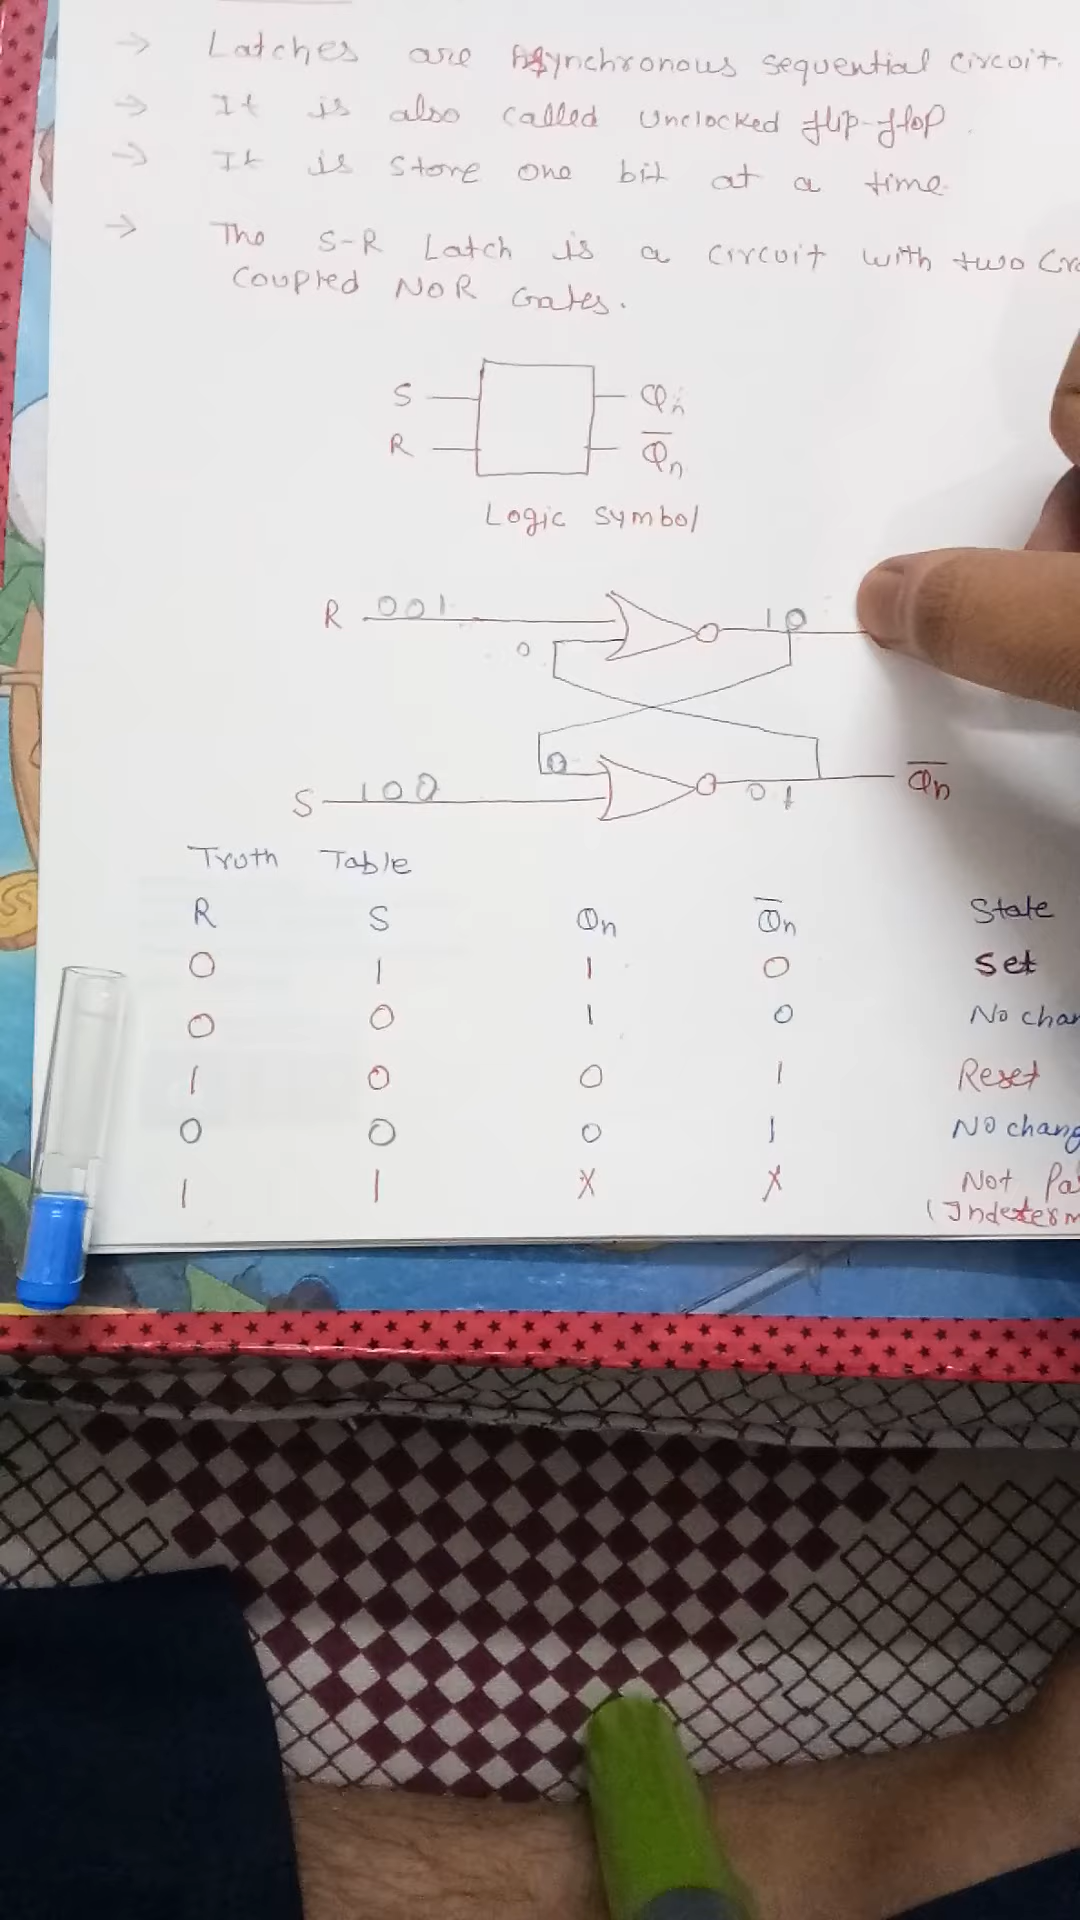 → Latches are Asynchronous sequential circuit.
→ It is also called Unclocked flip-flop.
→ It is store one bit at a time.
→ The S-R Latch is a circuit with two
Coupled NOR Gates.
S Qn
R Q̅n
Logic Symbol
R 001 10
0
0
S 100 01 Q̅n
Truth Table
R S Qn Q̅n State
0 1 1 0 Set
0 0 1 0 No
1 0 0 1 Reset
0 0 0 1 No
1 1 X X Not